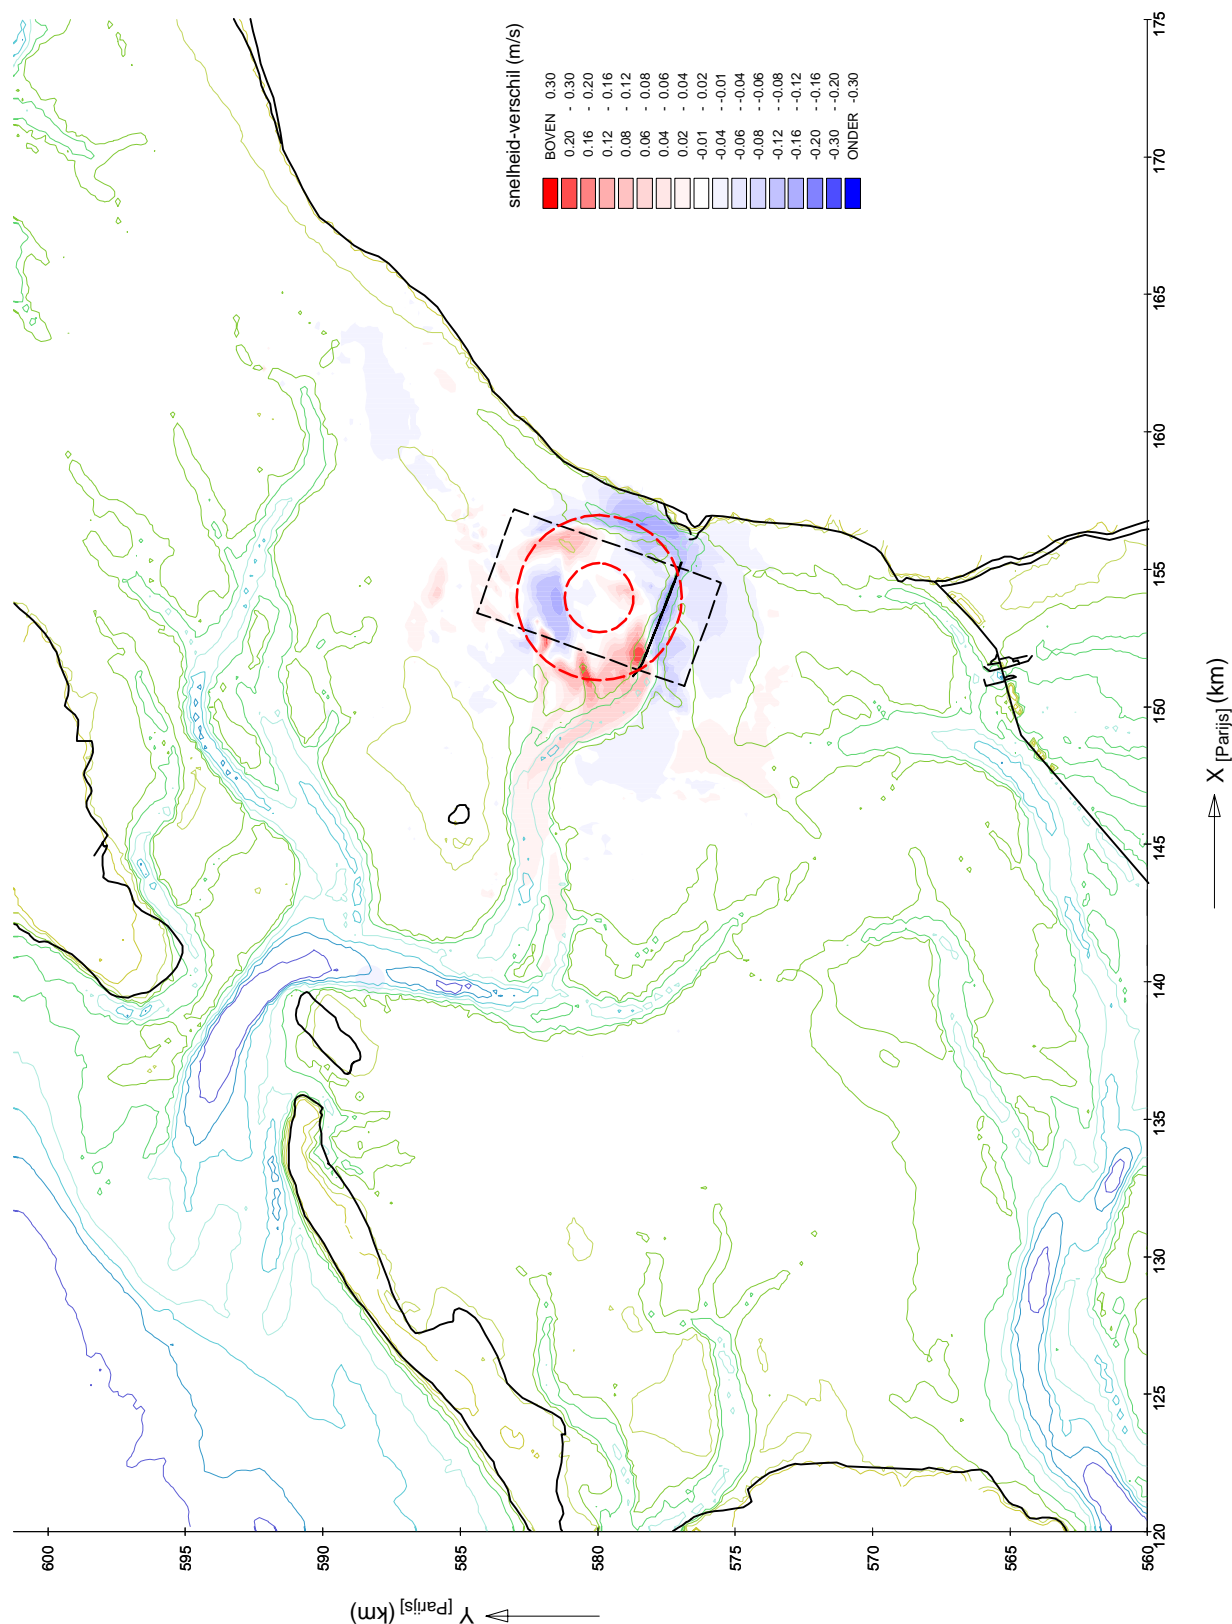 snelheid-verschil (m/s)
BOVEN 0.30
0.20 - 0.30
0.16 - 0.20
0.12 - 0.16
0.08 - 0.12
0.06 - 0.08
0.04 - 0.06
0.02 - 0.04
-0.01 - 0.02
-0.04 - -0.01
-0.06 - -0.04
-0.08 - -0.06
-0.12 - -0.08
-0.16 - -0.12
-0.20 - -0.16
-0.30 - -0.20
ONDER -0.30
600
595
590
585
580
575
570
565
560
Y [Parijs] (km)
120
125
130
135
140
145
150
155
160
165
170
175
X [Parijs] (km)